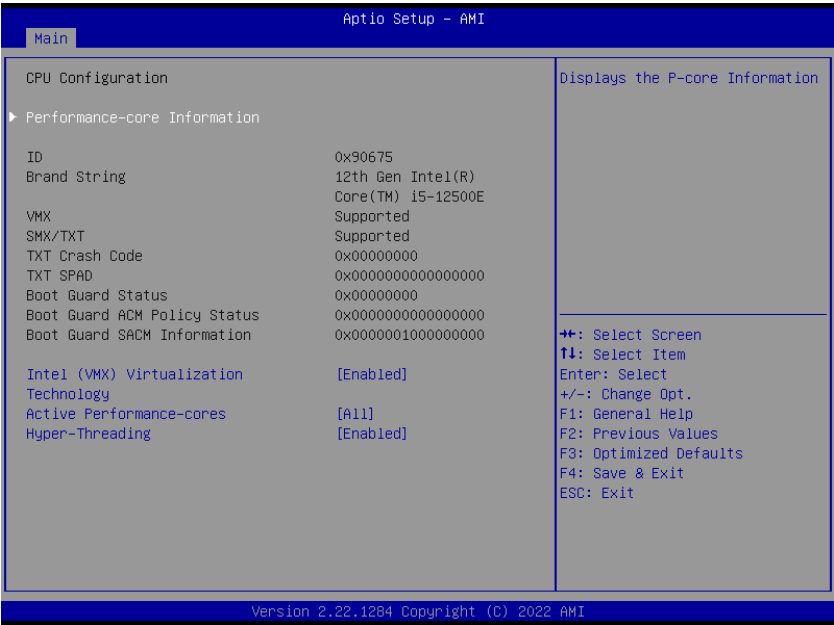 Aptio Setup – AMI
Main
CPU Configuration
Performance-core Information
ID 0x90675
Brand String 12th Gen Intel(R)
Core(TM) i5-12500E
VMX Supported
SMX/TXT Supported
TXT Crash Code 0x00000000
TXT SPAD 0x0000000000000000
Boot Guard Status 0x00000000
Boot Guard ACM Policy Status 0x0000000000000000
Boot Guard SACM Information 0x0000001000000000
Intel (VMX) Virtualization [Enabled]
Technology
Active Performance-cores [All]
Hyper-Threading [Enabled]
Displays the P-core Information
→←: Select Screen
↑↓: Select Item
Enter: Select
+/-: Change Opt.
F1: General Help
F2: Previous Values
F3: Optimized Defaults
F4: Save & Exit
ESC: Exit
Version 2.22.1284 Copyright (C) 2022 AMI